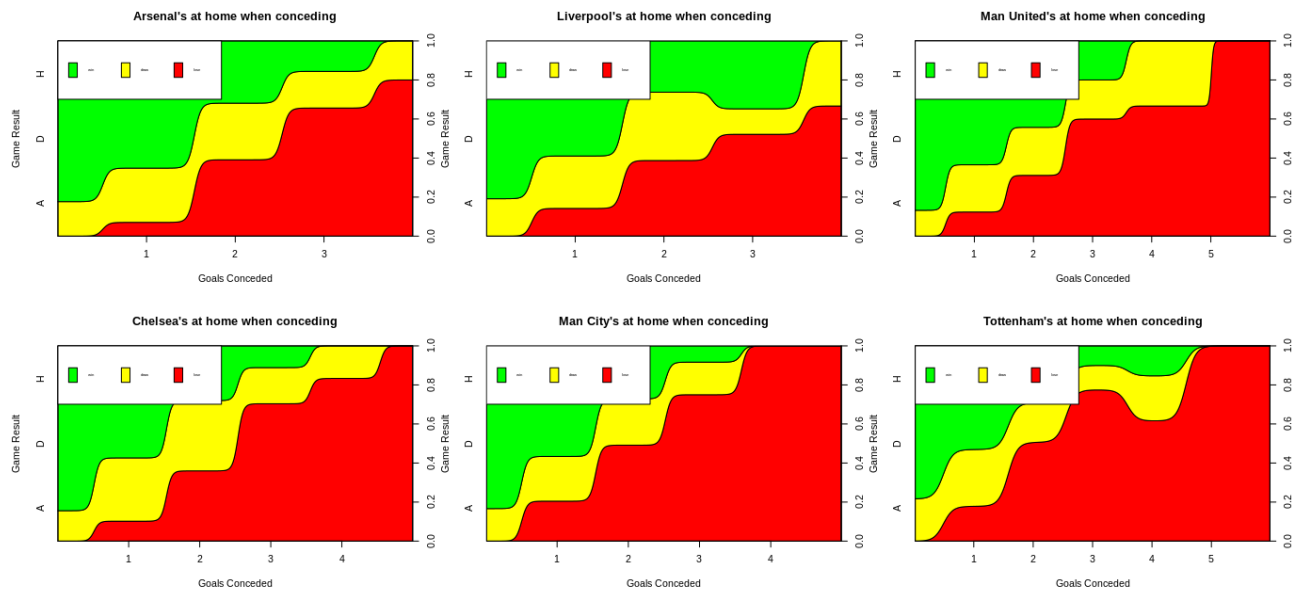 Arsenal's at home when conceding
Game Result
A D H
0.0 0.2 0.4 0.6 0.8 1.0
1 2 3
Goals Conceded
Liverpool's at home when conceding
Game Result
A D H
0.0 0.2 0.4 0.6 0.8 1.0
1 2 3
Goals Conceded
Man United's at home when conceding
Game Result
A D H
0.0 0.2 0.4 0.6 0.8 1.0
1 2 3 4 5
Goals Conceded
Chelsea's at home when conceding
Game Result
A D H
0.0 0.2 0.4 0.6 0.8 1.0
1 2 3 4
Goals Conceded
Man City's at home when conceding
Game Result
A D H
0.0 0.2 0.4 0.6 0.8 1.0
1 2 3 4
Goals Conceded
Tottenham's at home when conceding
Game Result
A D H
0.0 0.2 0.4 0.6 0.8 1.0
1 2 3 4 5
Goals Conceded